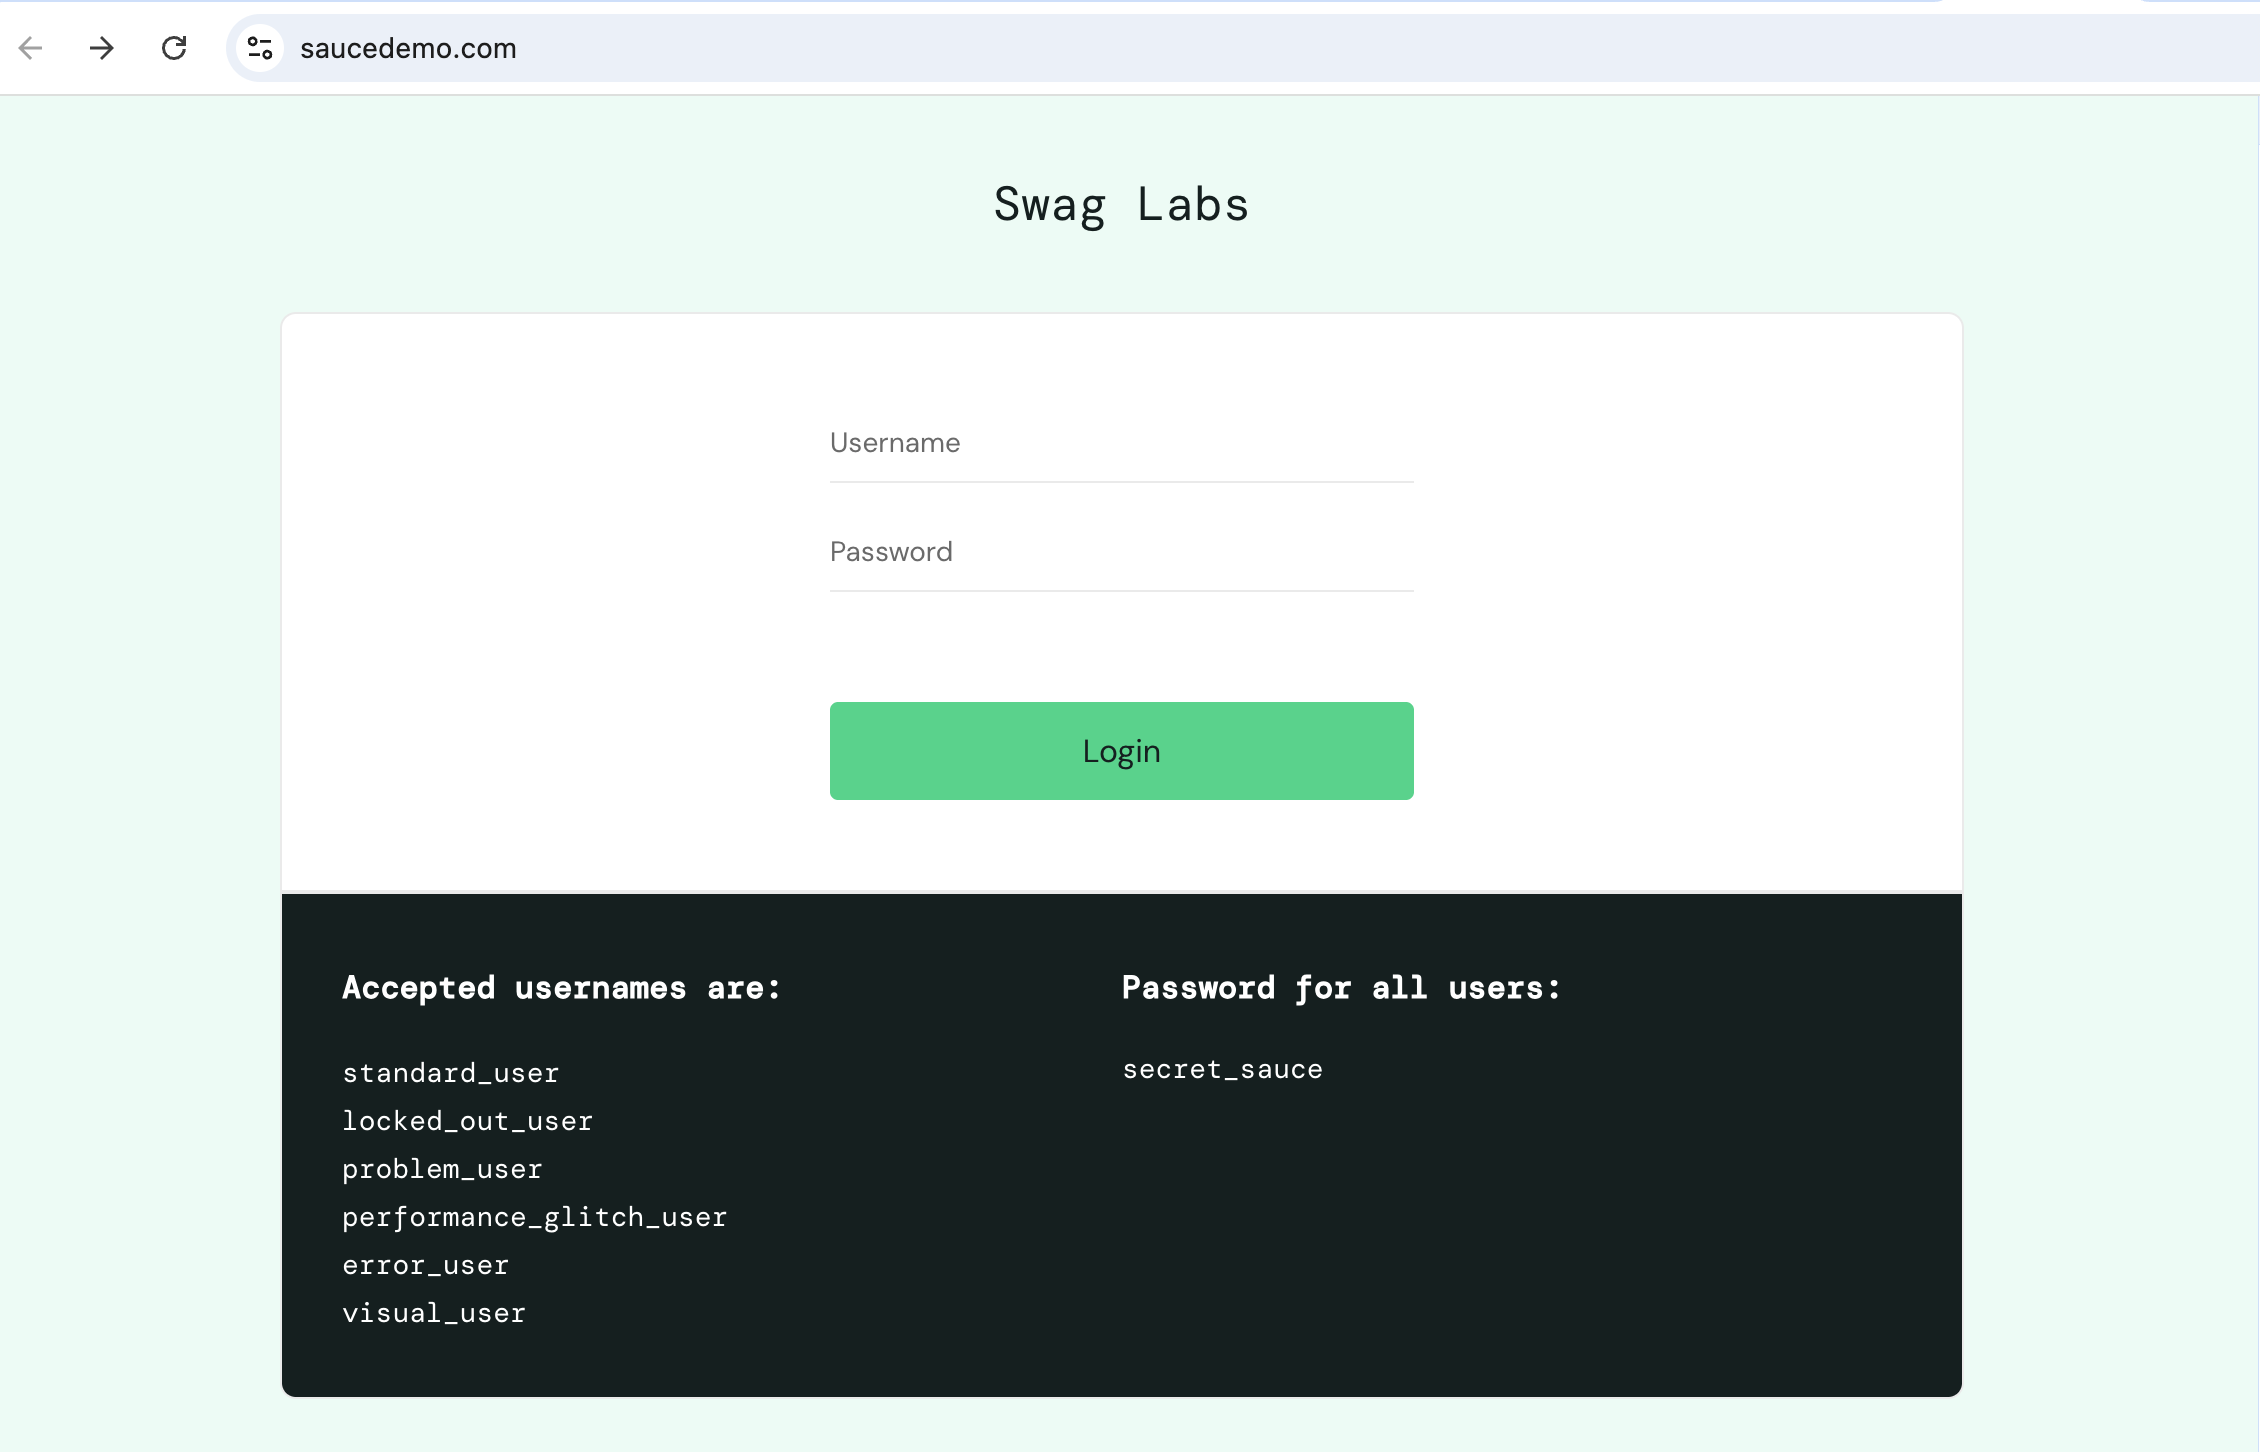 saucedemo.com
Swag Labs
Username
Password
Login
Accepted usernames are:
standard_user
locked_out_user
problem_user
performance_glitch_user
error_user
visual_user
Password for all users:
secret_sauce